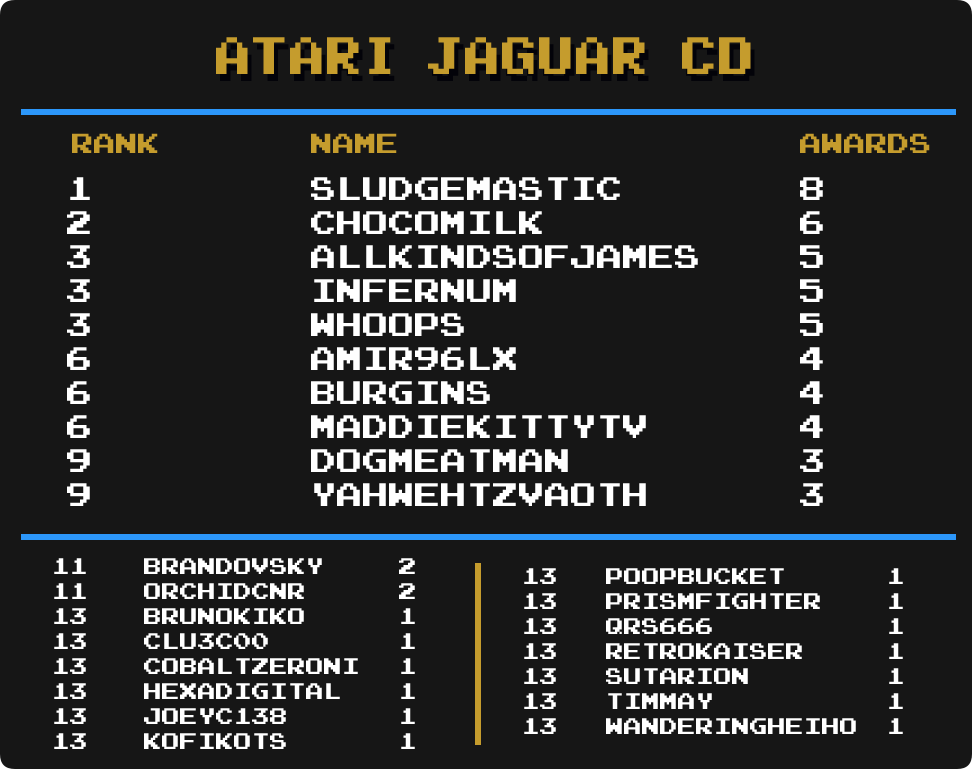 ATARI JAGUAR CD
RANK NAME AWARDS
1 SLUDGEMASTIC 8
2 CHOCOMILK 6
3 ALLKINDSOFJAMES 5
3 INFERNUM 5
3 WHOOPS 5
6 AMIR96LX 4
6 BURGINS 4
6 MADDIEKITTYTV 4
9 DOGMEATMAN 3
9 YAHWEHTZVAOTH 3
11 BRANDOVSKY 2
11 ORCHIDCNR 2
13 BRUNOKIKO 1
13 CLU3C00 1
13 COBALTZERONI 1
13 HEXADIGITAL 1
13 JOEYC138 1
13 KOFIKOTS 1
13 POOPBUCKET 1
13 PRISMFIGHTER 1
13 QRS666 1
13 RETROKAISER 1
13 SUTARION 1
13 TIMMAY 1
13 WANDERINGHEIHO 1